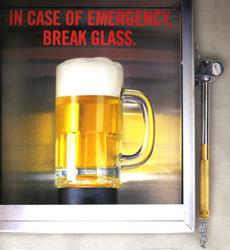 IN CASE OF EMERGENCY,
BREAK GLASS.